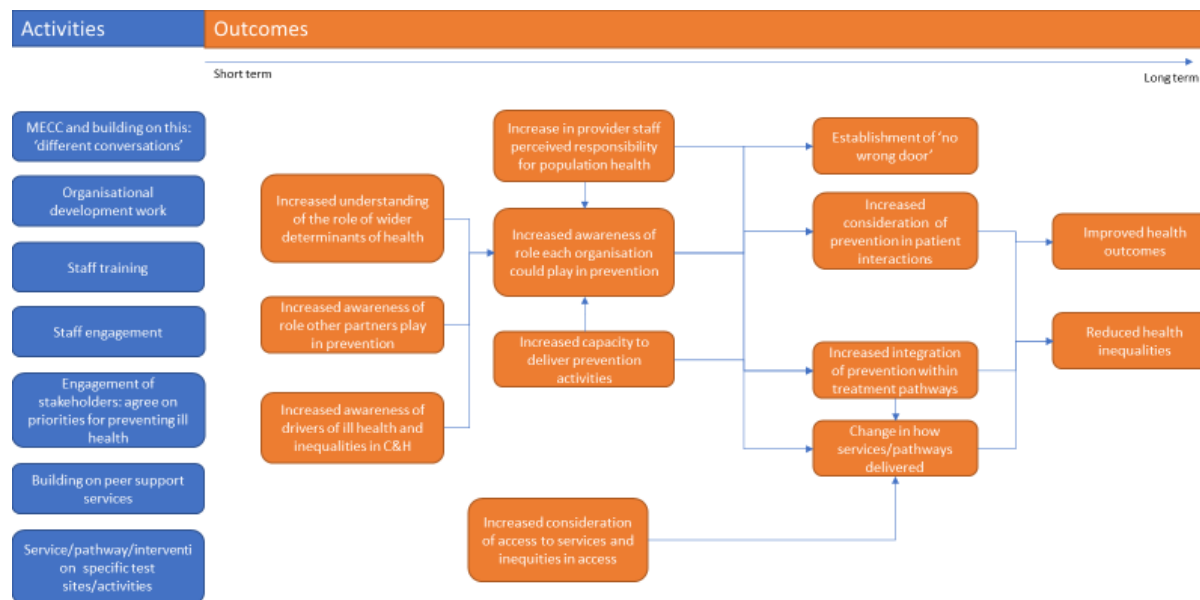 Activities
Outcomes
Short term
Long term
MECC and building on this:
‘different conversations’
Organisational
development work
Staff training
Staff engagement
Engagement of
stakeholders: agree on
priorities for preventing ill
health
Building on peer support
services
Service/pathway/interventi
on specific test
sites/activities
Increased understanding
of the role of wider
determinants of health
Increased awareness of
role other partners play
in prevention
Increased awareness of
drivers of ill health and
inequalities in C&H
Increase in provider staff
perceived responsibility
for population health
Increased awareness of
role each organisation
could play in prevention
Increased capacity to
deliver prevention
activities
Increased consideration
of access to services and
inequities in access
Establishment of ‘no
wrong door’
Increased
consideration of
prevention in patient
interactions
Increased integration
of prevention within
treatment pathways
Change in how
services/pathways
delivered
Improved health
outcomes
Reduced health
inequalities